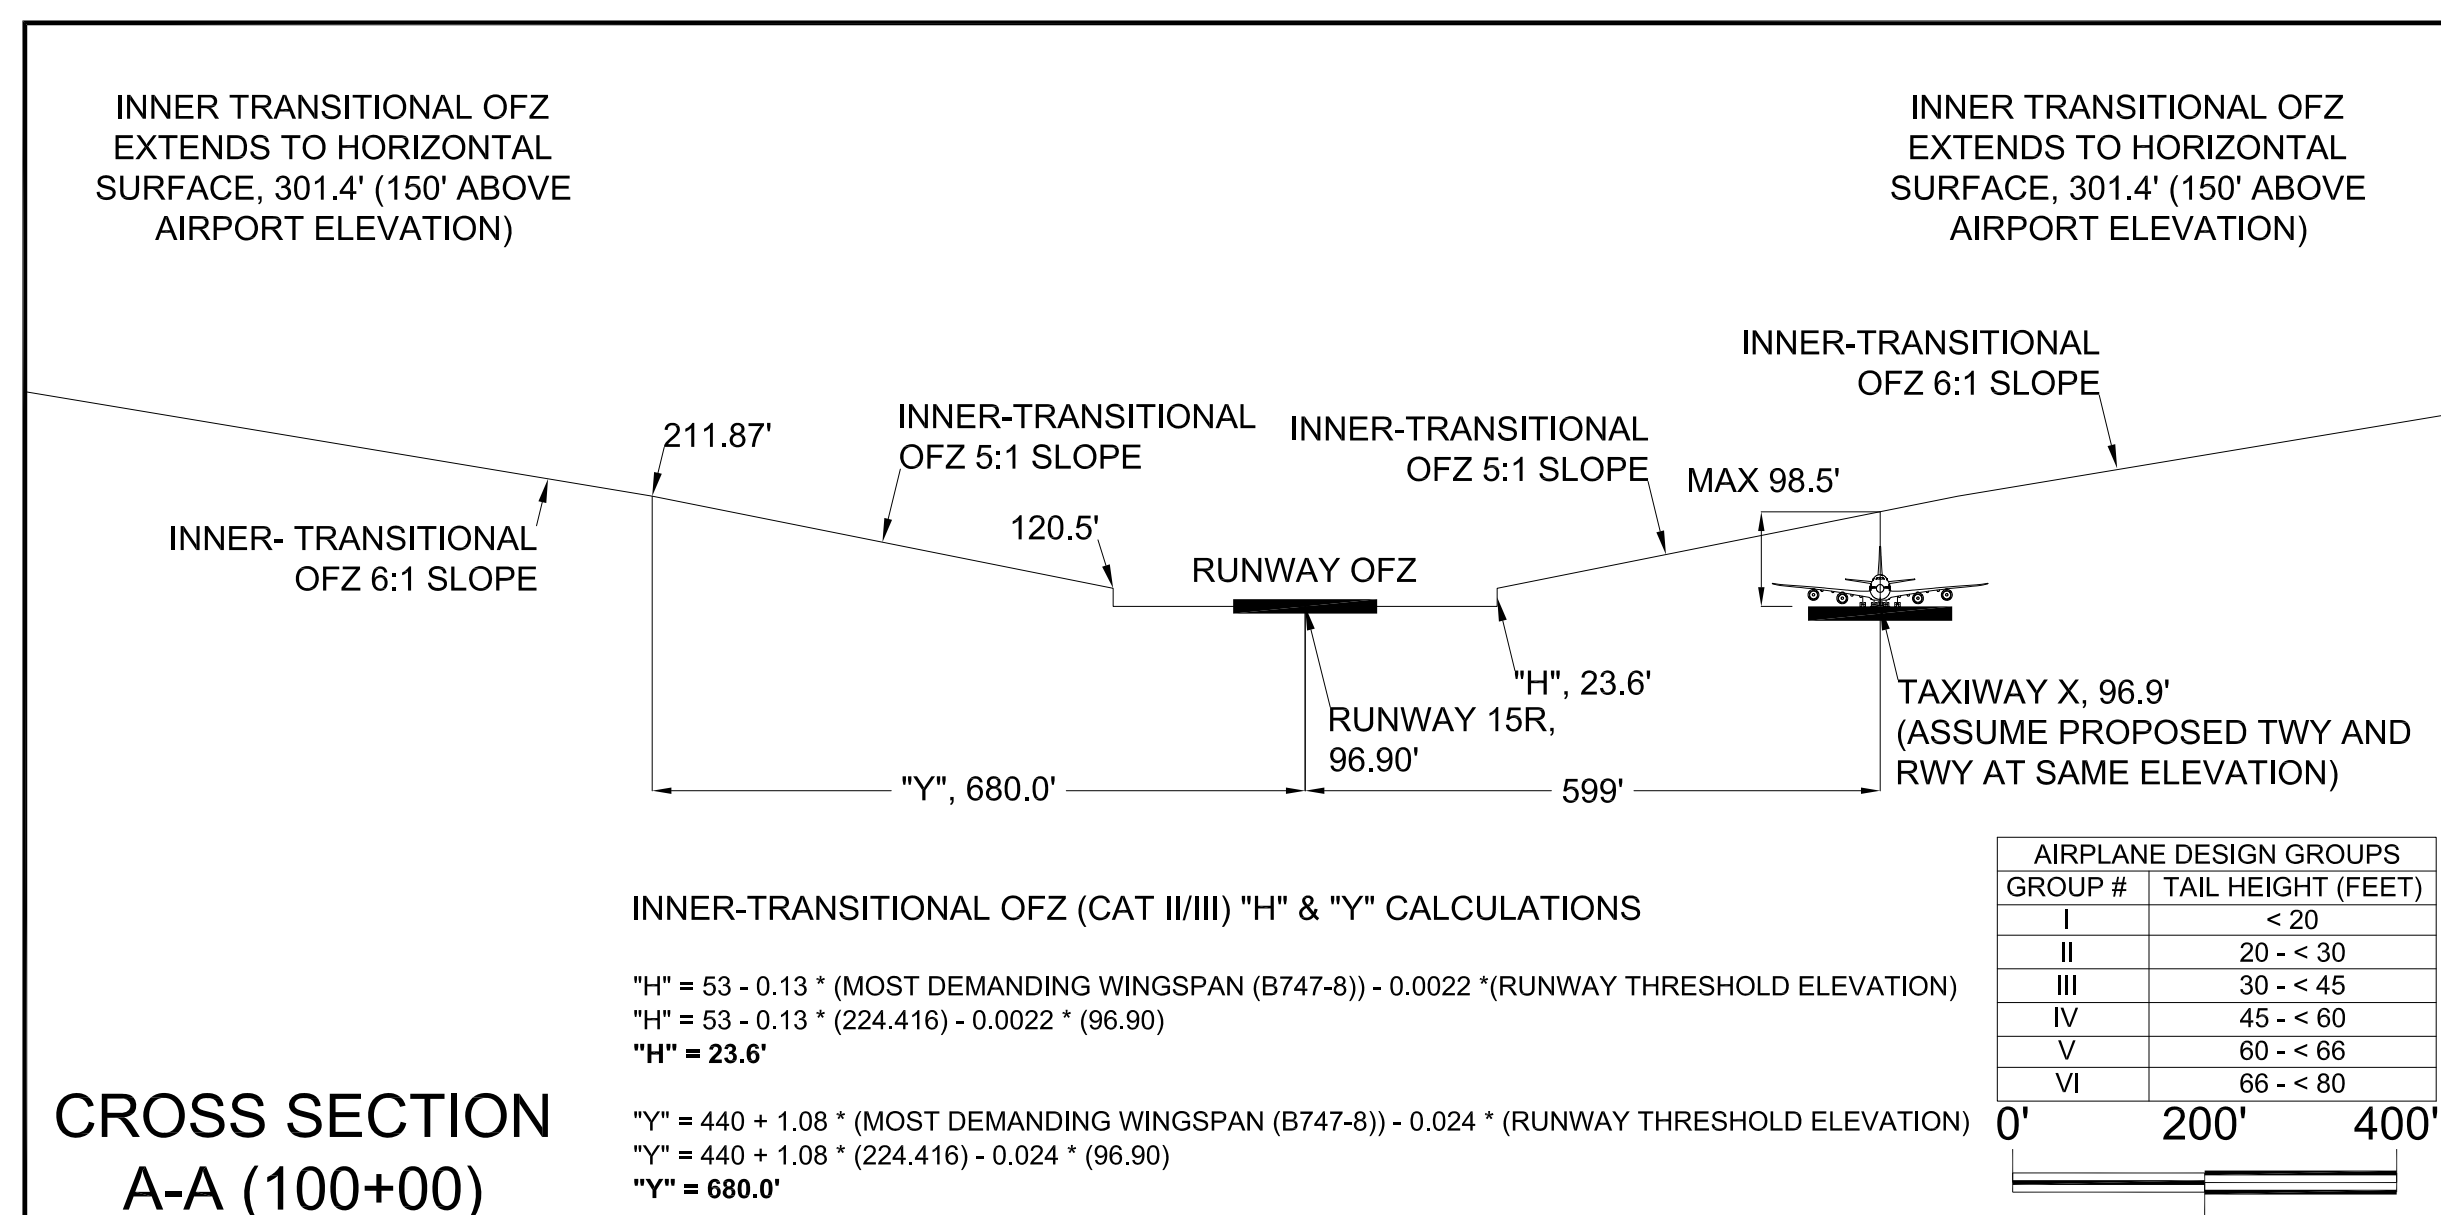 INNER TRANSITIONAL OFZ
EXTENDS TO HORIZONTAL
SURFACE, 301.4' (150' ABOVE
AIRPORT ELEVATION)
INNER TRANSITIONAL OFZ
EXTENDS TO HORIZONTAL
SURFACE, 301.4' (150' ABOVE
AIRPORT ELEVATION)
INNER-TRANSITIONAL
OFZ 6:1 SLOPE
211.87'
INNER-TRANSITIONAL
OFZ 5:1 SLOPE
INNER-TRANSITIONAL
OFZ 5:1 SLOPE
MAX 98.5'
INNER- TRANSITIONAL
OFZ 6:1 SLOPE
120.5'
RUNWAY OFZ
"H", 23.6'
RUNWAY 15R,
96.90'
TAXIWAY X, 96.9'
(ASSUME PROPOSED TWY AND
RWY AT SAME ELEVATION)
"Y", 680.0'
599'
INNER-TRANSITIONAL OFZ (CAT II/III) "H" & "Y" CALCULATIONS
"H" = 53 - 0.13 * (MOST DEMANDING WINGSPAN (B747-8)) - 0.0022 *(RUNWAY THRESHOLD ELEVATION)
"H" = 53 - 0.13 * (224.416) - 0.0022 * (96.90)
"H" = 23.6'
"Y" = 440 + 1.08 * (MOST DEMANDING WINGSPAN (B747-8)) - 0.024 * (RUNWAY THRESHOLD ELEVATION)
"Y" = 440 + 1.08 * (224.416) - 0.024 * (96.90)
"Y" = 680.0'
AIRPLANE DESIGN GROUPS
GROUP # TAIL HEIGHT (FEET)
I < 20
II 20 - < 30
III 30 - < 45
IV 45 - < 60
V 60 - < 66
VI 66 - < 80
0' 200' 400'
CROSS SECTION
A-A (100+00)